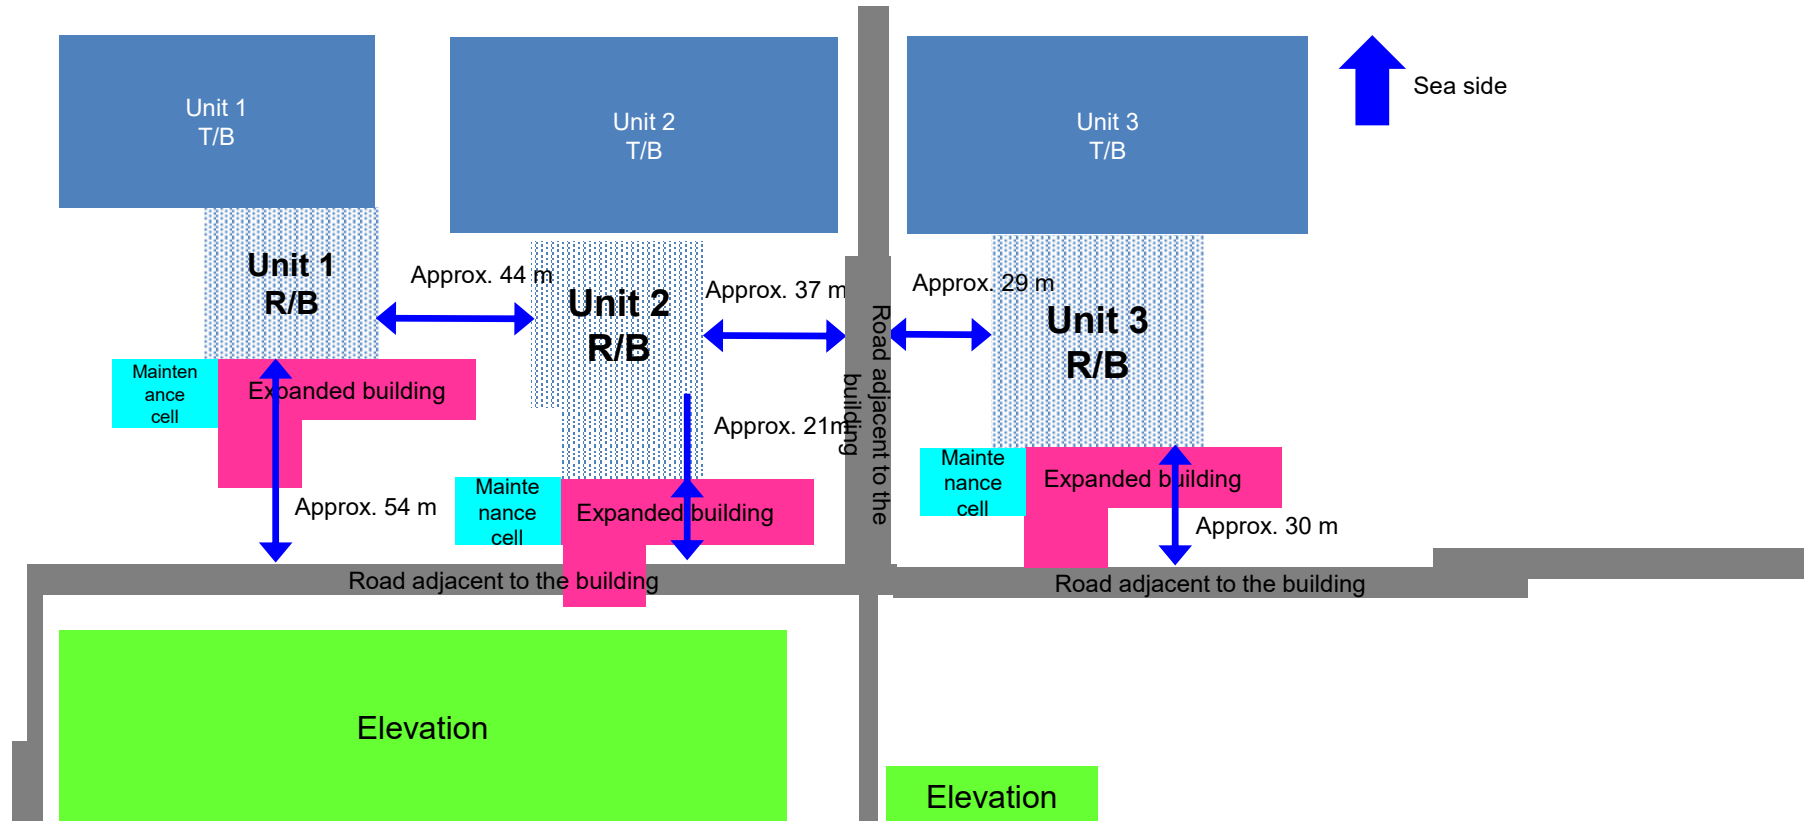 Unit 1
T/B
Unit 2
T/B
Unit 3
T/B
Sea side
Unit 1
R/B
Approx. 44 m
Unit 2
R/B
Approx. 37 m
Approx. 29 m
Unit 3
R/B
Road adjacent to the
building
Mainten
ance
cell
Expanded building
Approx. 21m
Approx. 54 m
Mainte
nance
cell
Expanded building
Mainte
nance
cell
Expanded building
Approx. 30 m
Road adjacent to the building
Road adjacent to the building
Elevation
Elevation